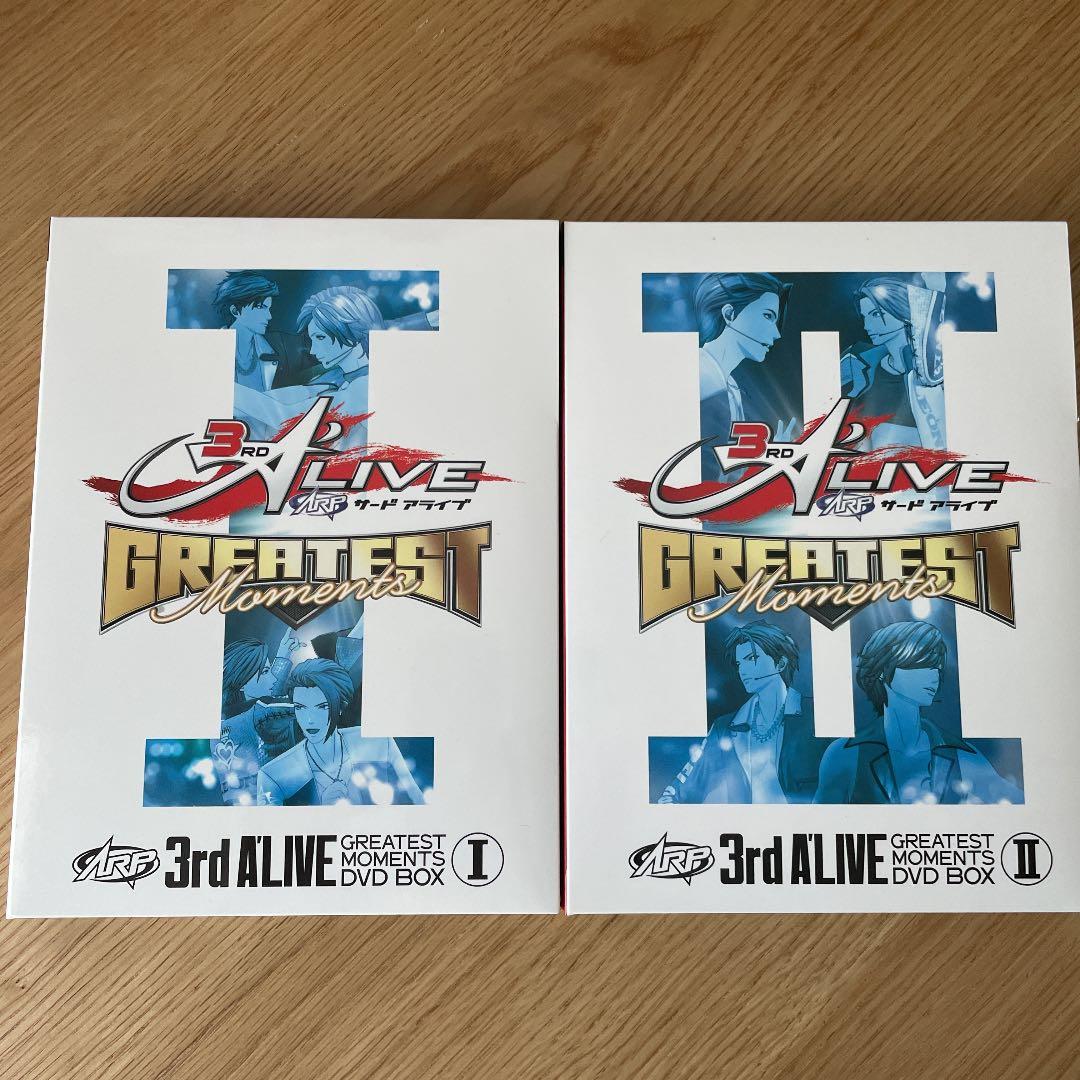 3RD A'LIVE
ARP サード アライブ
GREATEST
Moments
ARP 3rd A'LIVE GREATEST
MOMENTS
DVD BOX I
3RD A'LIVE
ARP サード アライブ
GREATEST
Moments
ARP 3rd A'LIVE GREATEST
MOMENTS
DVD BOX II